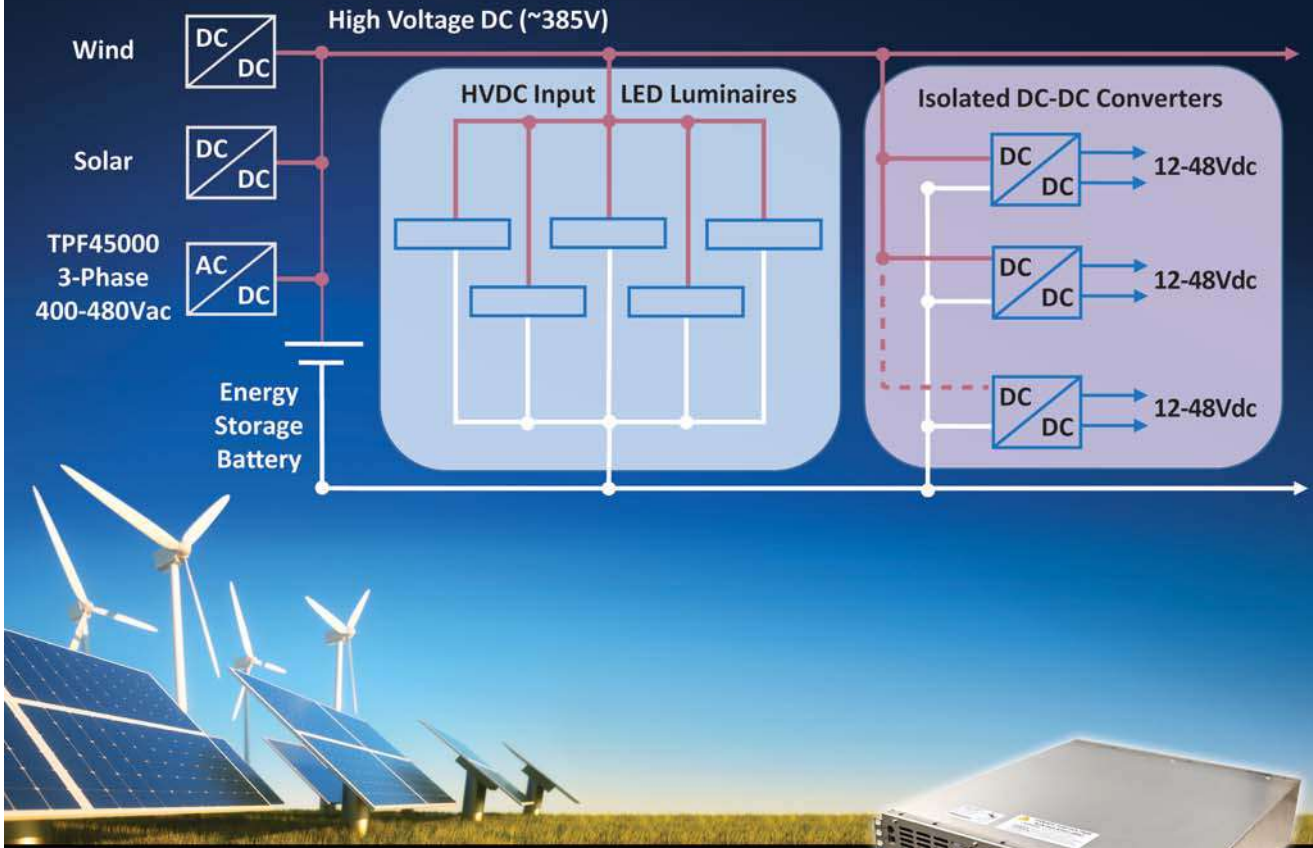 High Voltage DC (~385V)
Wind
DC
DC
Solar
DC
DC
TPF45000
3-Phase
400-480Vac
AC
DC
Energy
Storage
Battery
HVDC Input
LED Luminaires
Isolated DC-DC Converters
DC
DC
12-48Vdc
DC
DC
12-48Vdc
DC
DC
12-48Vdc